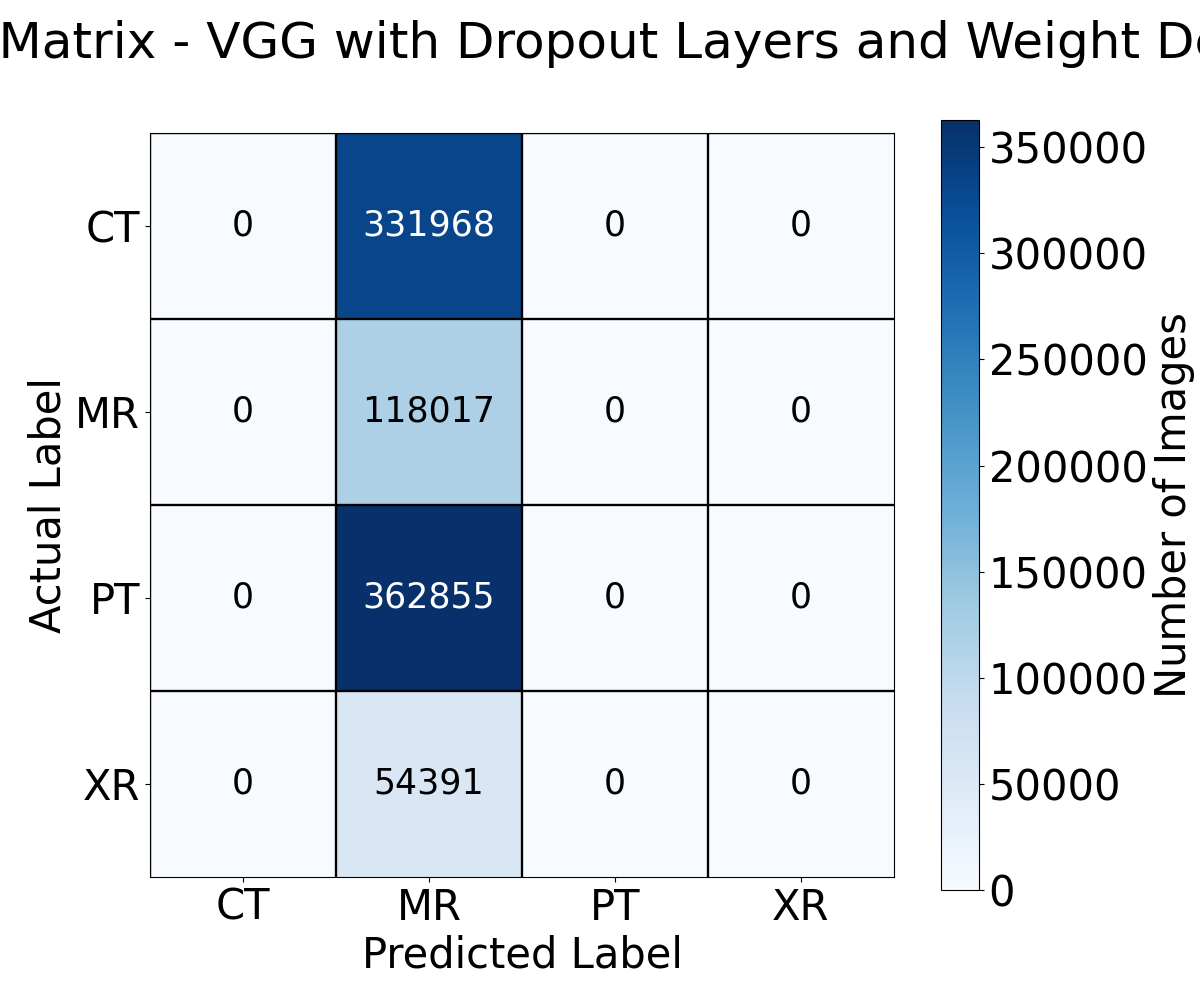 Matrix - VGG with Dropout Layers and Weight
CT 0 331968 0 0
MR 0 118017 0 0
PT 0 362855 0 0
XR 0 54391 0 0
CT MR PT XR
Predicted Label
Actual Label
350000
300000
250000
200000
150000
100000
50000
0
Number of Images